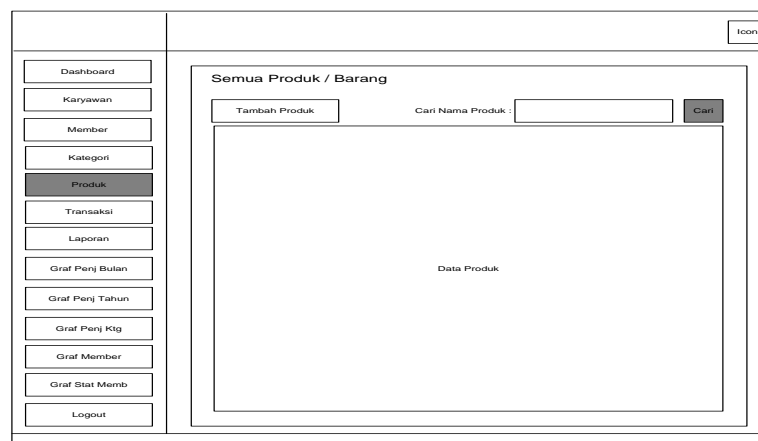 Icon
Dashboard
Karyawan
Member
Kategori
Produk
Transaksi
Laporan
Graf Penj Bulan
Graf Penj Tahun
Graf Penj Ktg
Graf Member
Graf Stat Memb
Logout
Semua Produk / Barang
Tambah Produk
Cari Nama Produk :
Cari
Data Produk